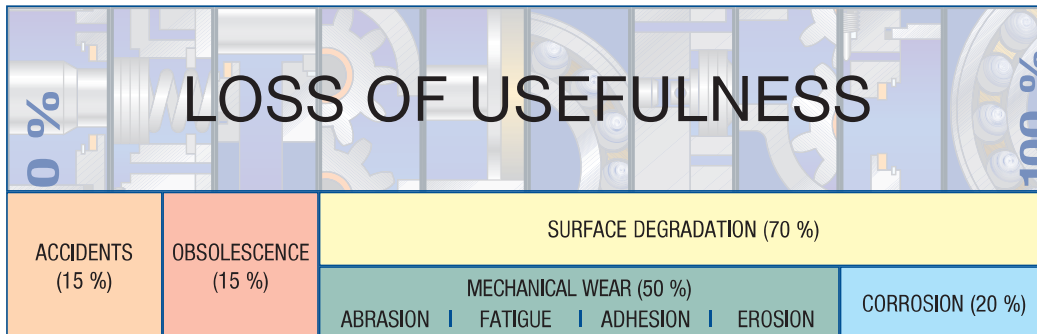 LOSS OF USEFULNESS
0 %
100 %
ACCIDENTS
(15 %)
OBSOLESCENCE
(15 %)
SURFACE DEGRADATION (70 %)
MECHANICAL WEAR (50 %)
ABRASION | FATIGUE | ADHESION | EROSION
CORROSION (20 %)